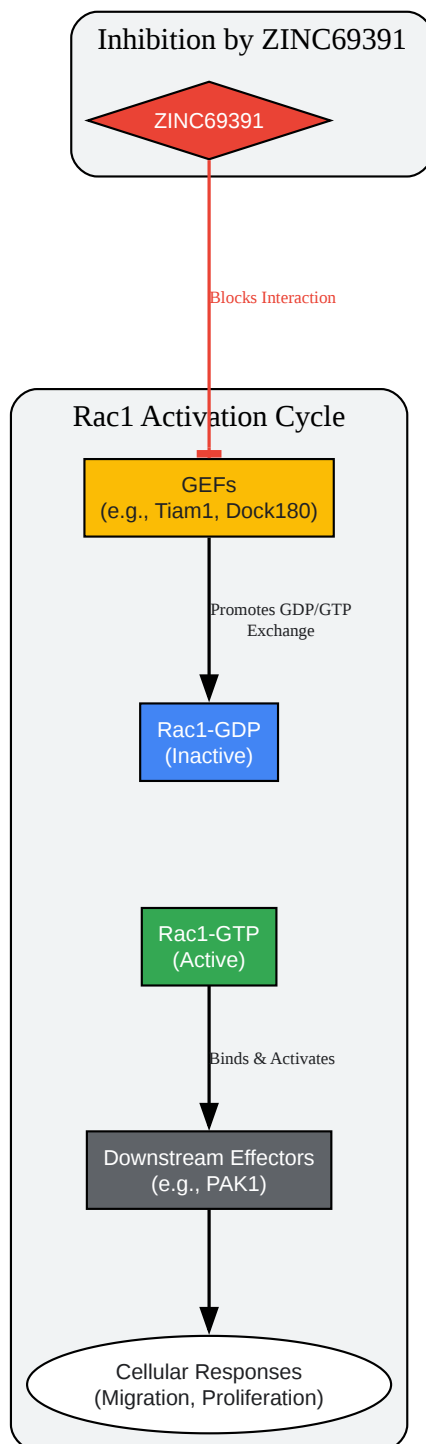 Inhibition by ZINC69391
ZINC69391
Blocks Interaction
Rac1 Activation Cycle
GEFs
(e.g., Tiam1, Dock180)
Promotes GDP/GTP
Exchange
Rac1-GDP
(Inactive)
Rac1-GTP
(Active)
Binds & Activates
Downstream Effectors
(e.g., PAK1)
Cellular Responses
(Migration, Proliferation)